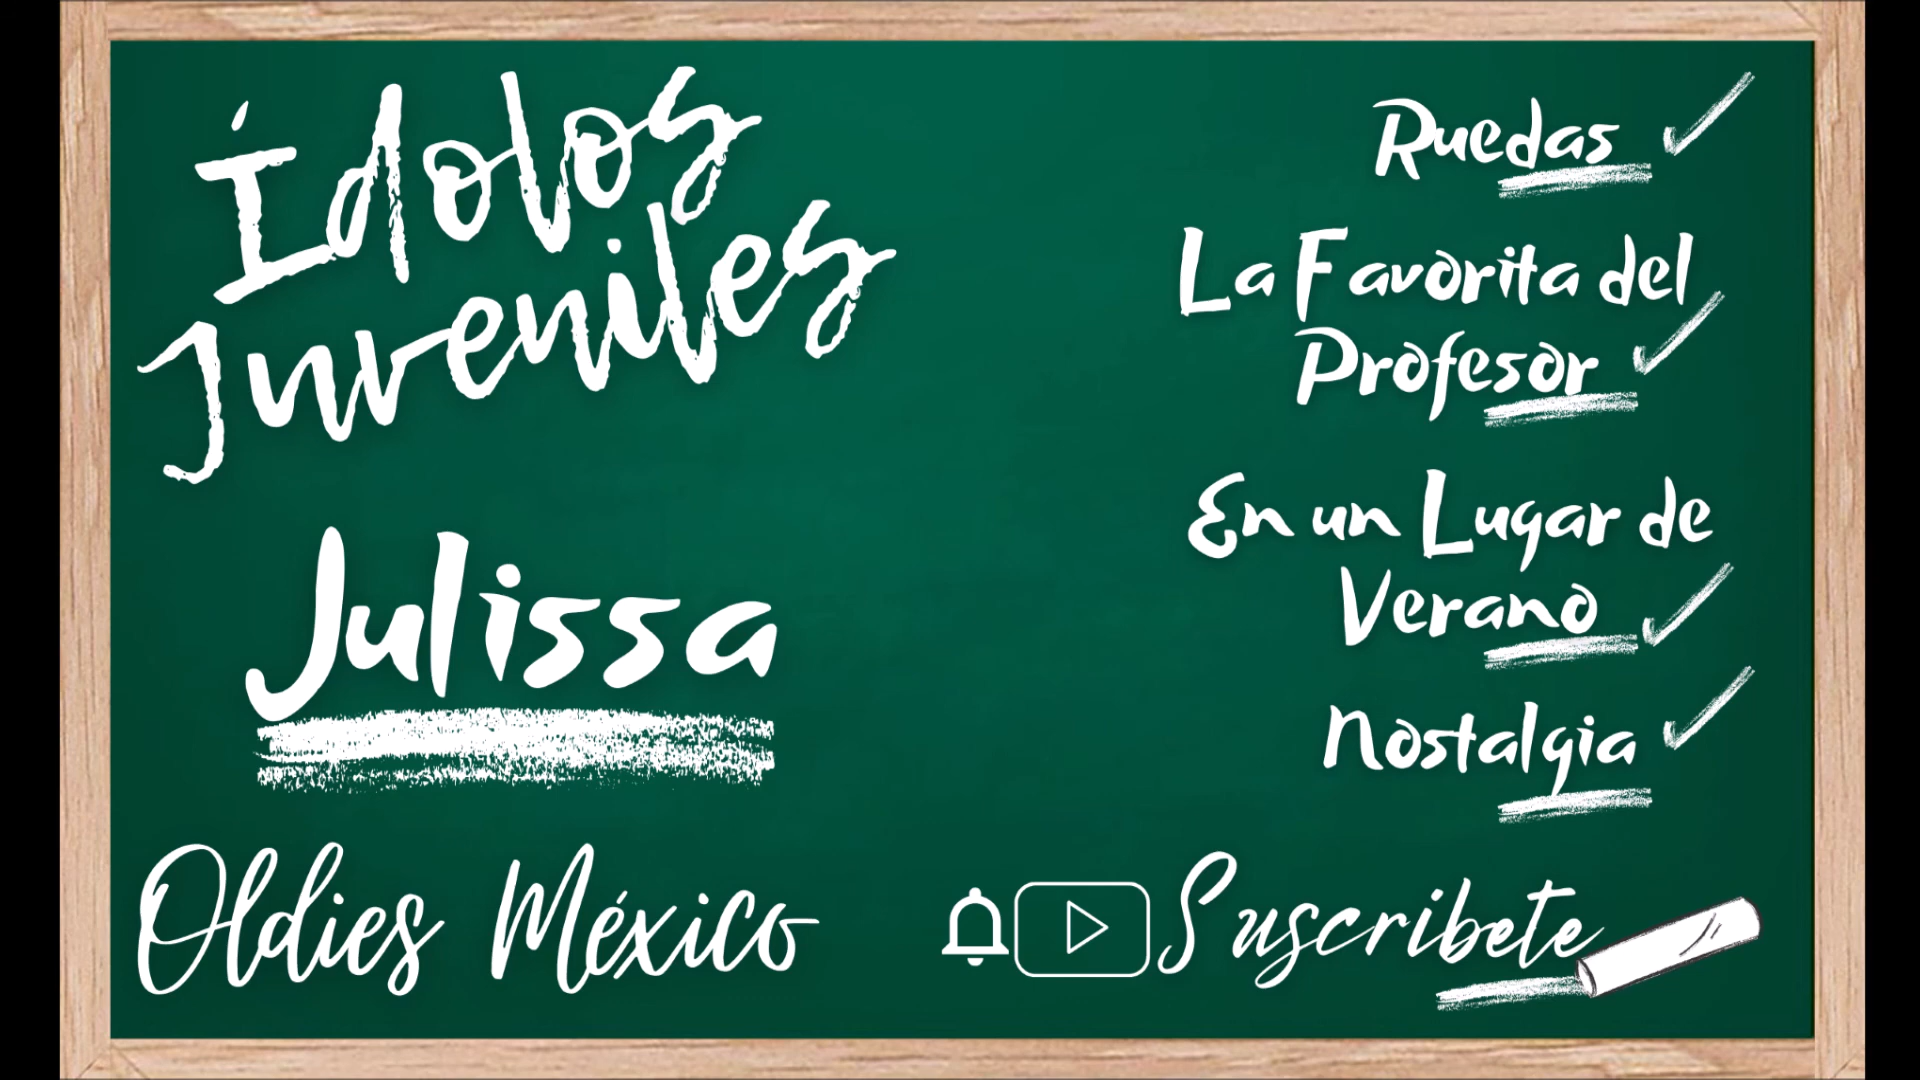 Ídolos
Juveniles
Julissa
Oldies México
Ruedas
La Favorita del
Profesor
En un Lugar de
Verano
Nostalgia
Suscribete